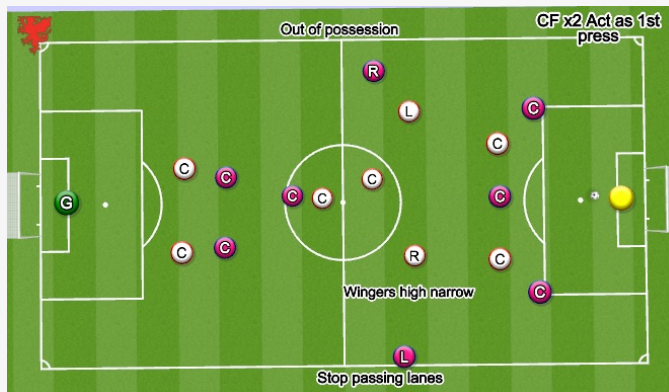 Out of possession
CF x2 Act as 1st
press
R
L
C
C
C
C
C
C
C
C
G
C
C
C
R
C
C
Wingers high narrow
L
Stop passing lanes